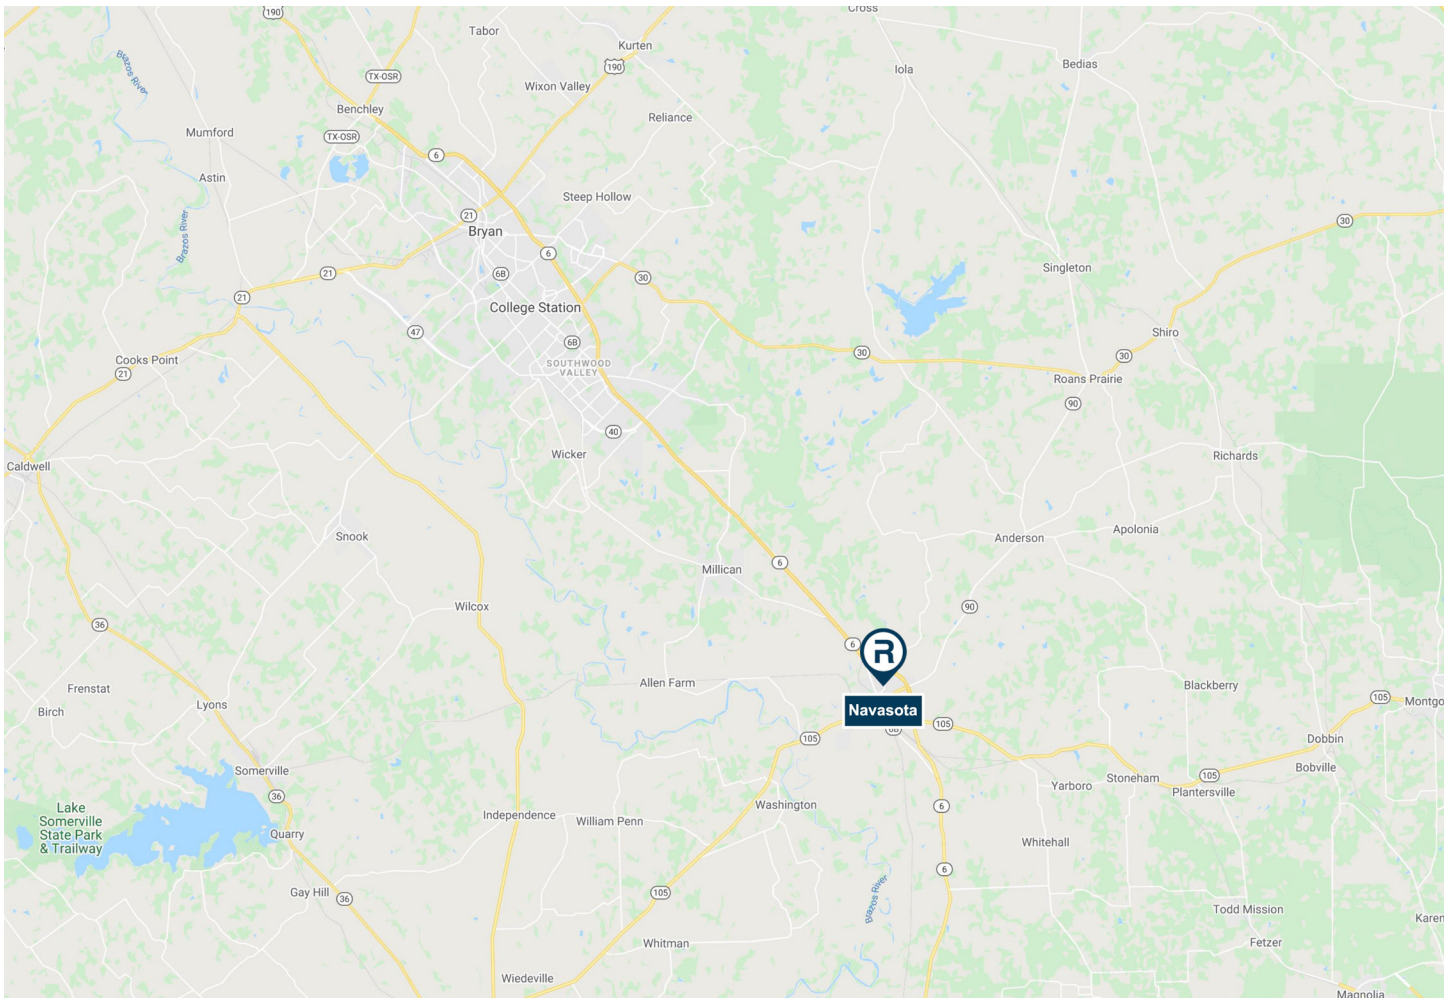 Cross
190
Tabor
Kurten
Brazos River
190
Iola
Bedias
TX-OSR
Wixon Valley
Benchley
Reliance
Mumford
TX-OSR
6
Astin
Steep Hollow
21
30
Brazos River
Bryan
6
21
6B
30
Singleton
21
College Station
47
6B
Shiro
Cooks Point
SOUTHWOOD
VALLEY
30
30
21
Roans Prairie
90
40
Wicker
Richards
Caldwell
Snook
Anderson
Apolonia
Millican
6
Wilcox
90
36
6
R
Allen Farm
Blackberry
Frenstat
Lyons
Birch
Navasota
105
Montgo
105
105
6B
Dobbin
Somerville
Bobville
Stoneham
105
Yarboro
Plantersville
36
Washington
6
Lake
Somerville
State Park
& Trailway
Independence
William Penn
Quarry
Whitehall
6
Gay Hill
36
105
Brazos River
Todd Mission
Karen
Whitman
Fetzer
Wiedeville
Magnolia